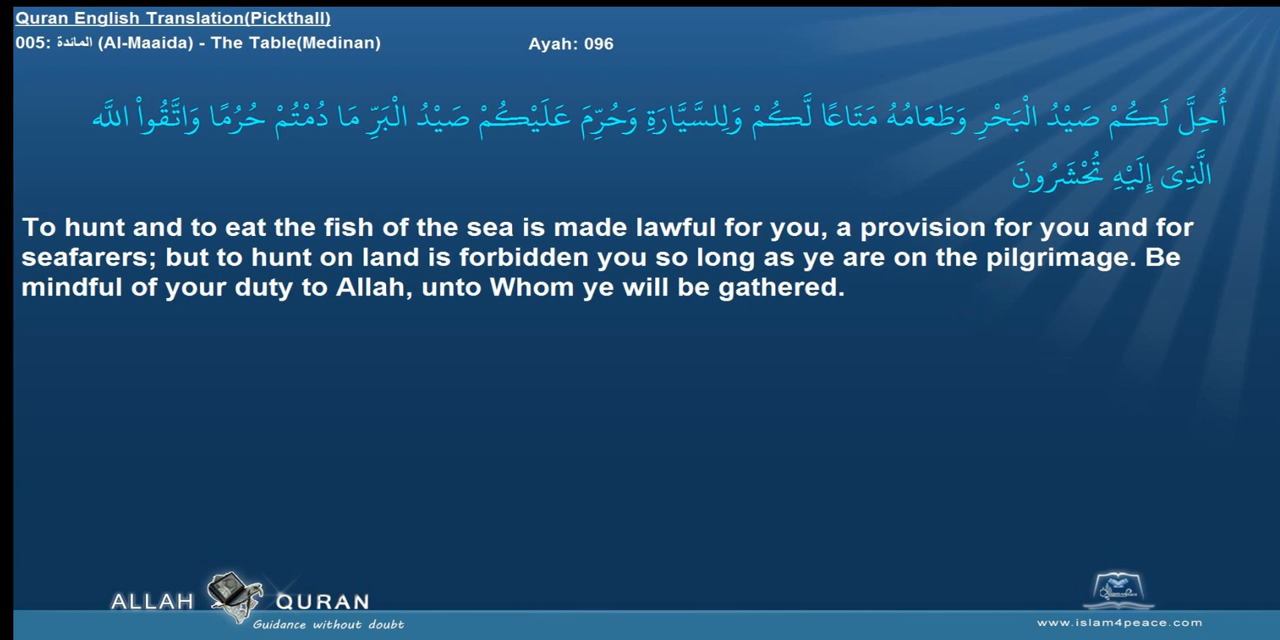 Quran English Translation(Pickthall)
005: المائدة (Al-Maaida) - The Table(Medinan)
Ayah: 096
أُحِلَّ لَكُمْ صَيْدُ الْبَحْرِ وَطَعَامُهُ مَتَاعًا لَّكُمْ وَلِلسَّيَّارَةِ وَحُرِّمَ عَلَيْكُمْ صَيْدُ الْبَرِّ مَا دُمْتُمْ حُرُمًا وَاتَّقُواْ اللَّه
الَّذِى إِلَيْهِ تُحْشَرُونَ
To hunt and to eat the fish of the sea is made lawful for you, a provision for you and for
seafarers; but to hunt on land is forbidden you so long as ye are on the pilgrimage. Be
mindful of your duty to Allah, unto Whom ye will be gathered.
ALLAH QURAN
Guidance without doubt
www.islam4peace.com